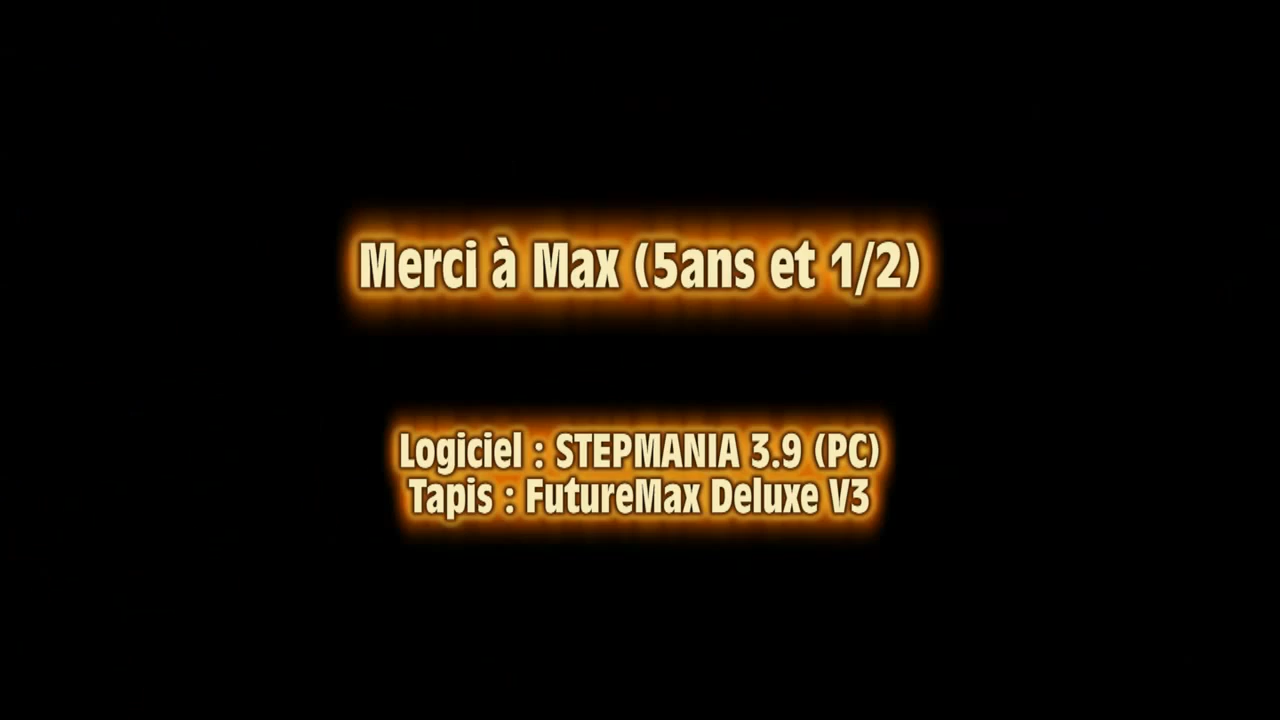 Merci à Max (5ans et 1/2)
Logiciel : STEPMANIA 3.9 (PC)
Tapis : FutureMax Deluxe V3